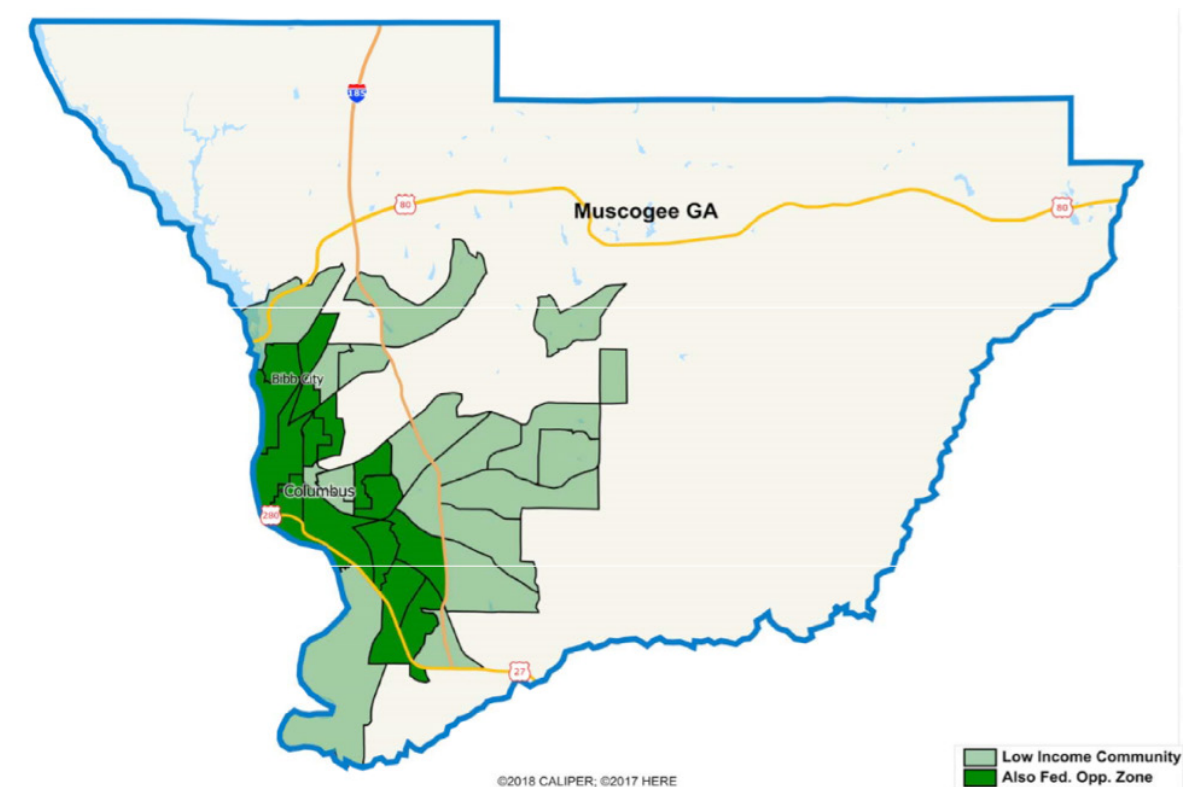 185
80
Muscogee GA
80
Bibb City
Columbus
280
27
Low Income Community
Also Fed. Opp. Zone
©2018 CALIPER; ©2017 HERE